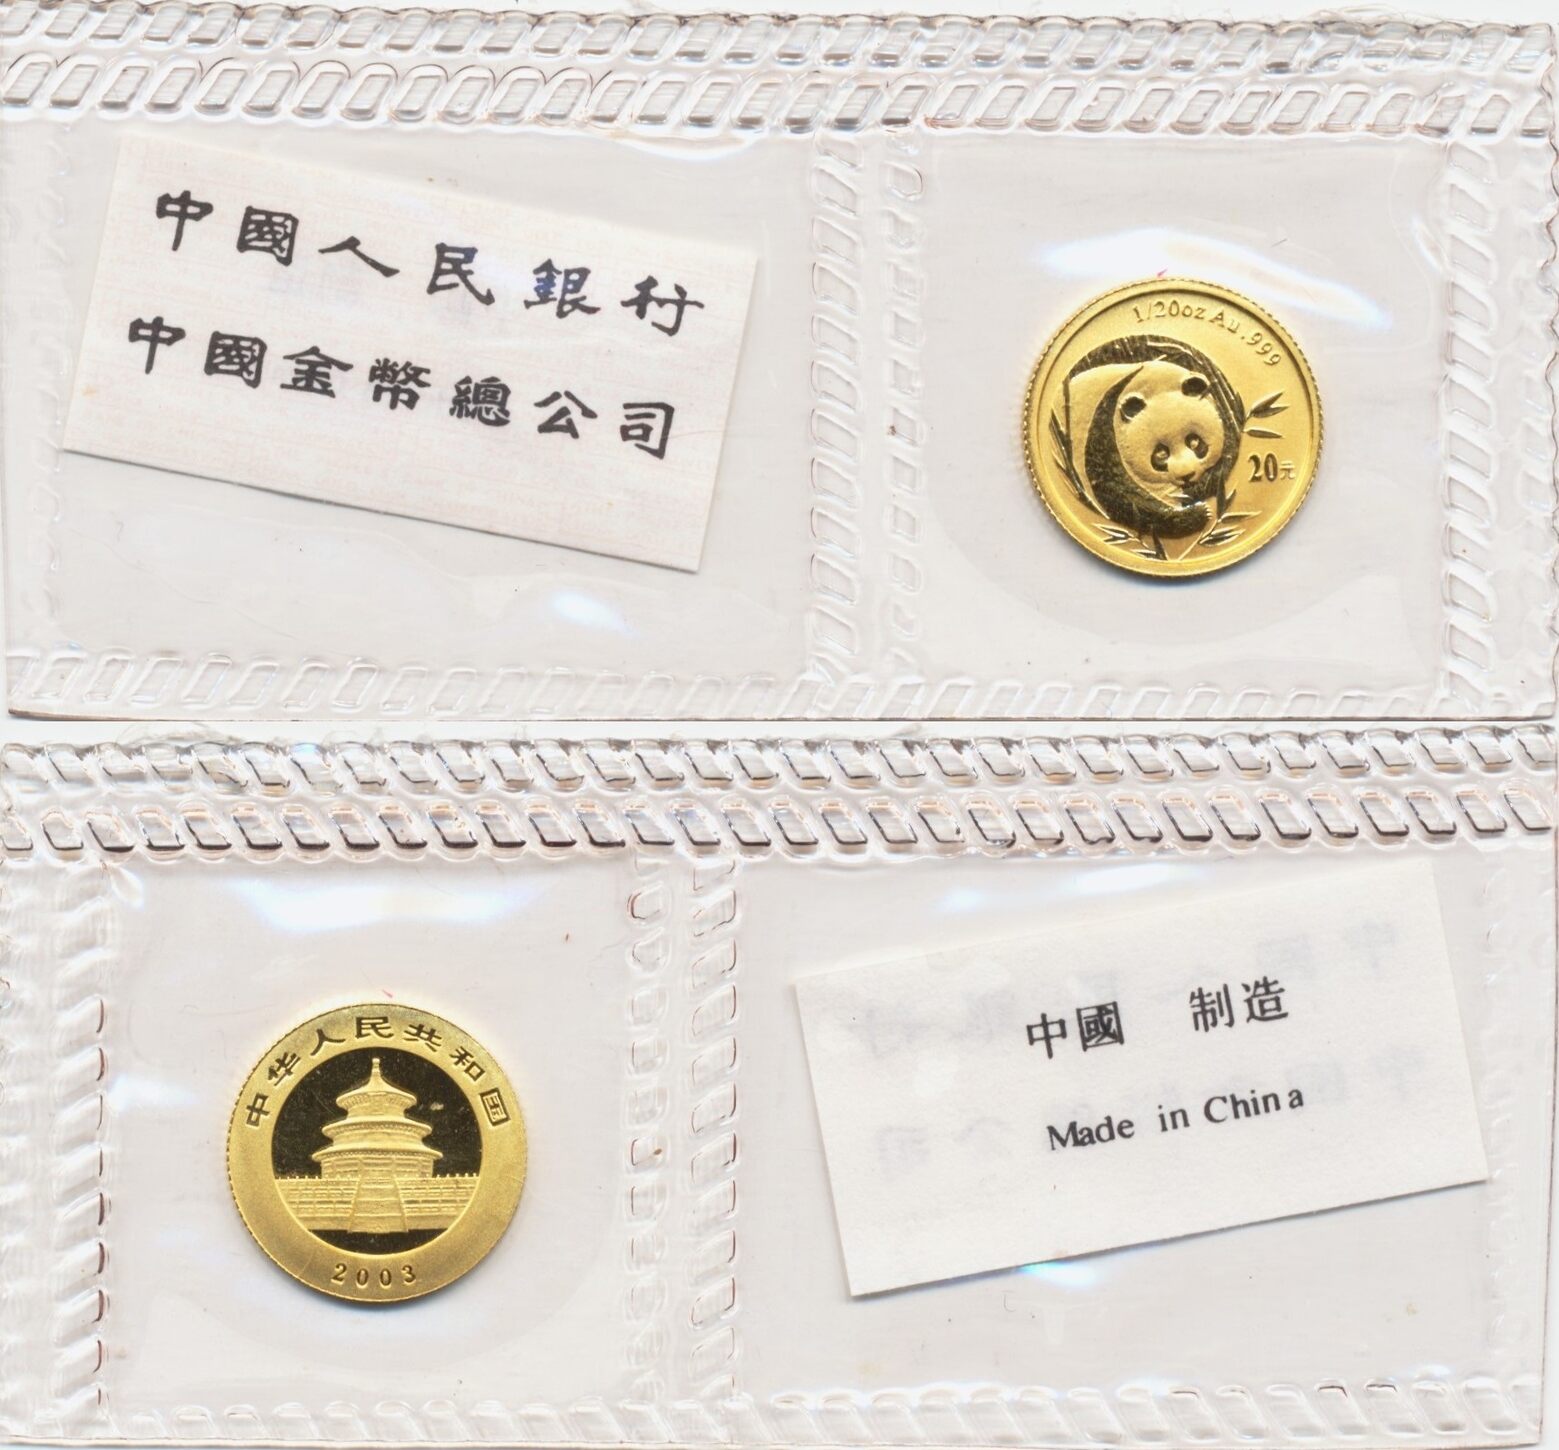 中國人民銀行
中國金幣總公司
1/20oz Au .999
20元
中华人民共和国
2003
中國 制造
Made in China